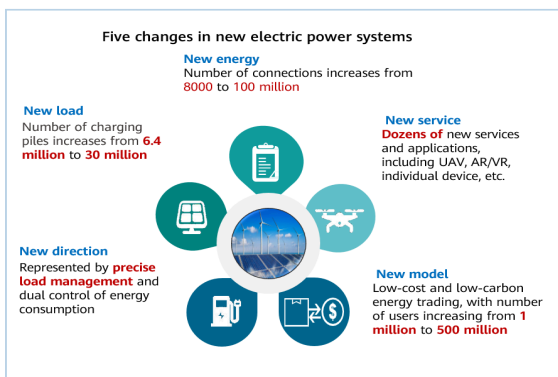 Five changes in new electric power systems
New energy
Number of connections increases from
8000 to 100 million
New load
Number of charging
piles increases from 6.4
million to 30 million
New service
Dozens of new services
and applications,
including UAV, AR/VR,
individual device, etc.
New direction
Represented by precise
load management and
dual control of energy
consumption
New model
Low-cost and low-carbon
energy trading, with number
of users increasing from 1
million to 500 million
$